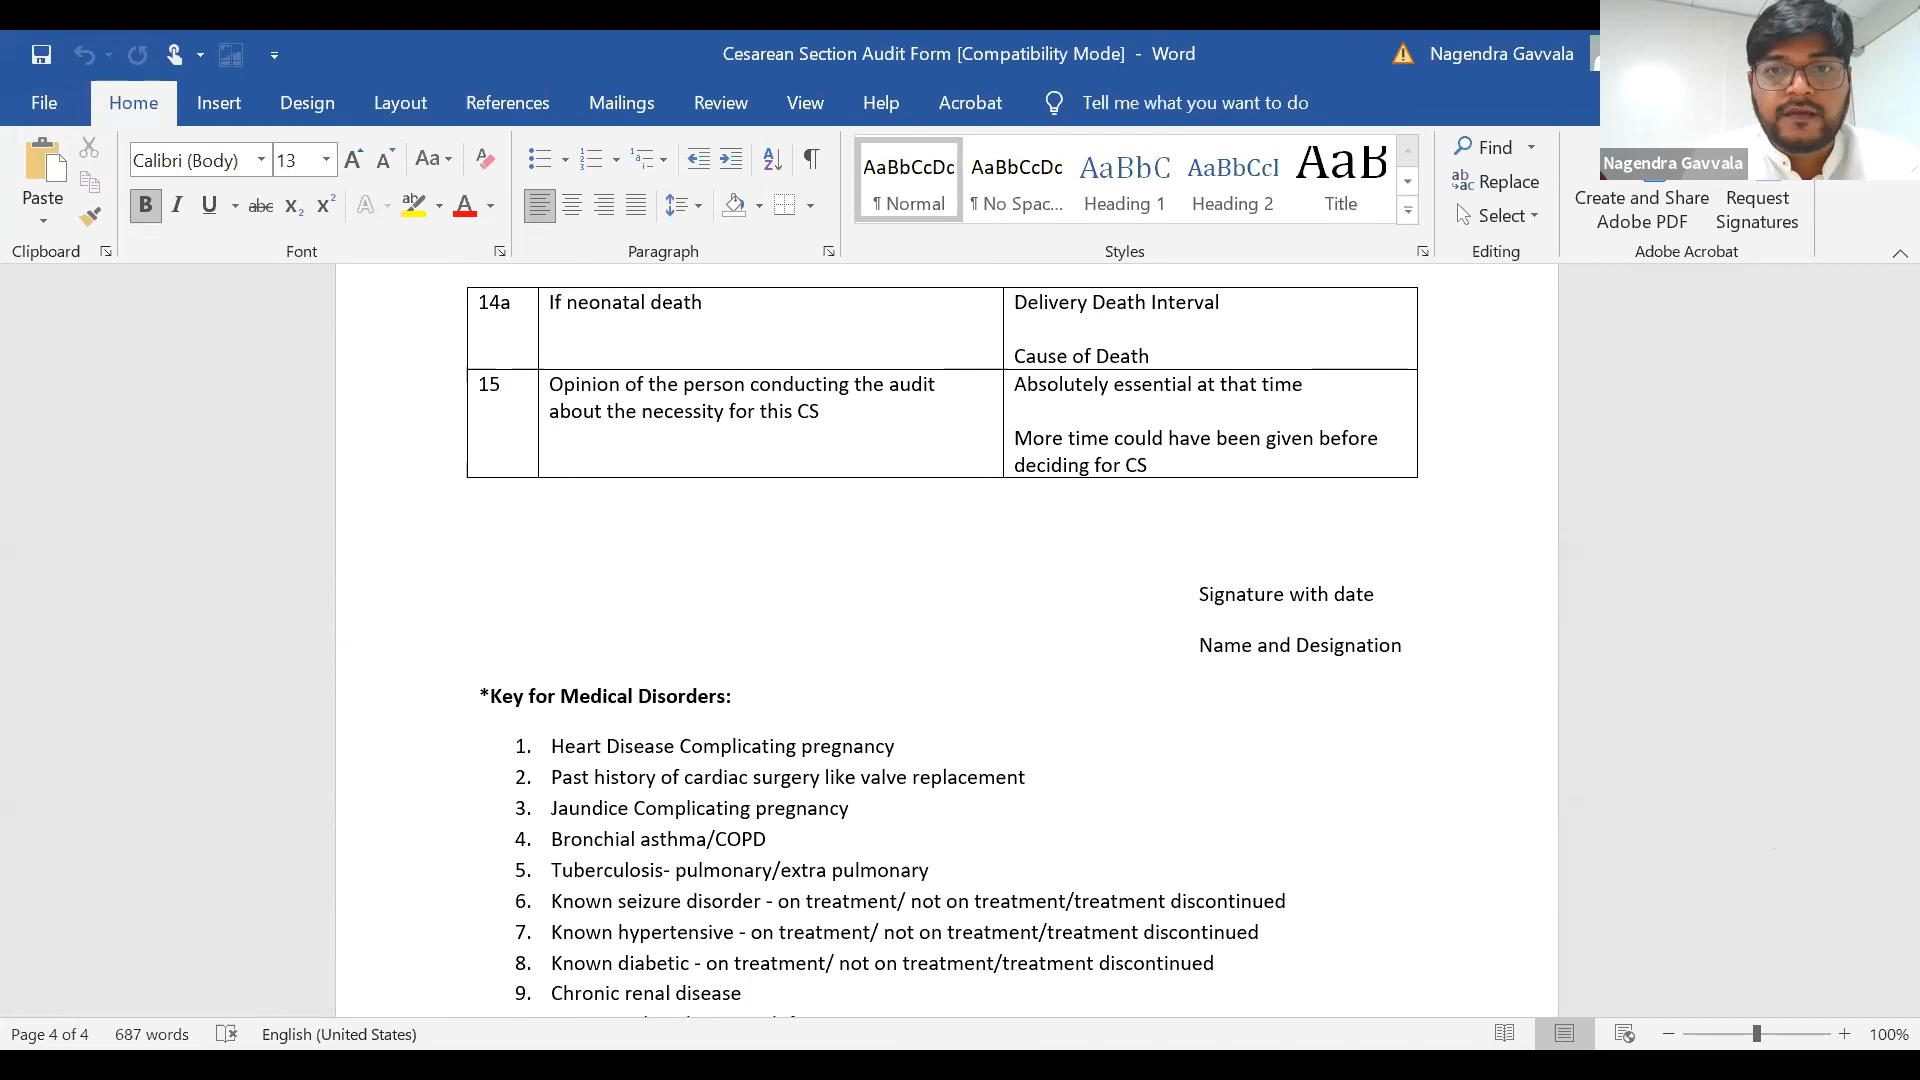 Cesarean Section Audit Form [Compatibility Mode] - Word
Nagendra Gavvala
File Home Insert Design Layout References Mailings Review View Help Acrobat Tell me what you want to do
Nagendra Gavvala
Paste
Calibri (Body) 13
Aa
AaBbCcDc AaBbCcDc AaBbC AaBbCcI AaB
¶ Normal ¶ No Spac... Heading 1 Heading 2 Title
Find
Replace
Select
Create and Share Adobe PDF
Request Signatures
Clipboard Font Paragraph Styles Editing Adobe Acrobat
14a If neonatal death Delivery Death Interval
Cause of Death
15 Opinion of the person conducting the audit Absolutely essential at that time
about the necessity for this CS
More time could have been given before
deciding for CS
Signature with date
Name and Designation
*Key for Medical Disorders:
1. Heart Disease Complicating pregnancy
2. Past history of cardiac surgery like valve replacement
3. Jaundice Complicating pregnancy
4. Bronchial asthma/COPD
5. Tuberculosis- pulmonary/extra pulmonary
6. Known seizure disorder - on treatment/ not on treatment/treatment discontinued
7. Known hypertensive - on treatment/ not on treatment/treatment discontinued
8. Known diabetic - on treatment/ not on treatment/treatment discontinued
9. Chronic renal disease
Page 4 of 4 687 words English (United States) 100%